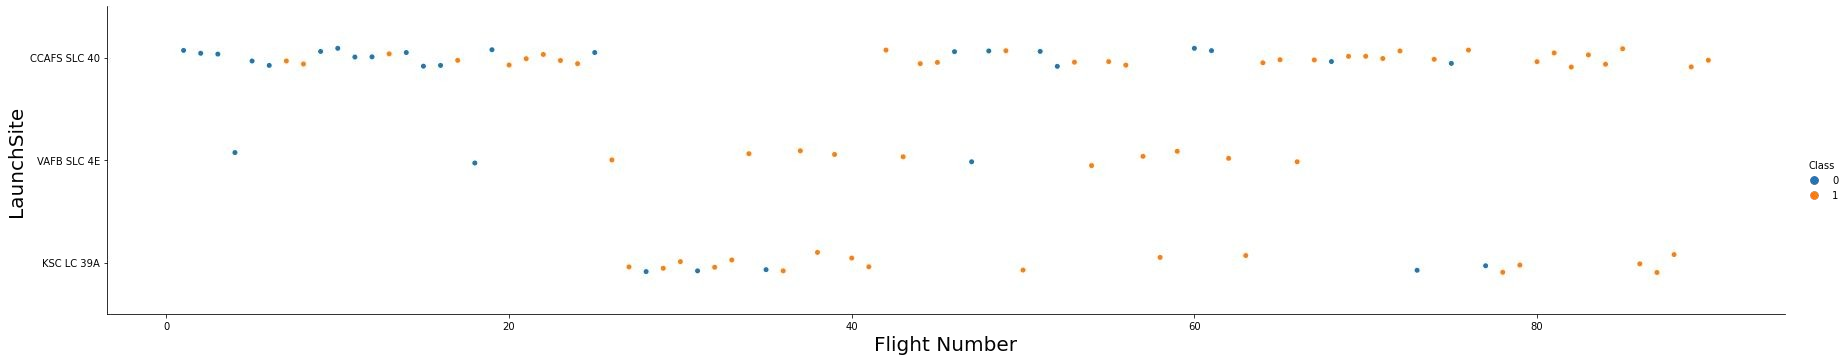 CCAFS SLC 40
VAFB SLC 4E
KSC LC 39A
LaunchSite
0
20
40
60
80
Flight Number
Class
0
1